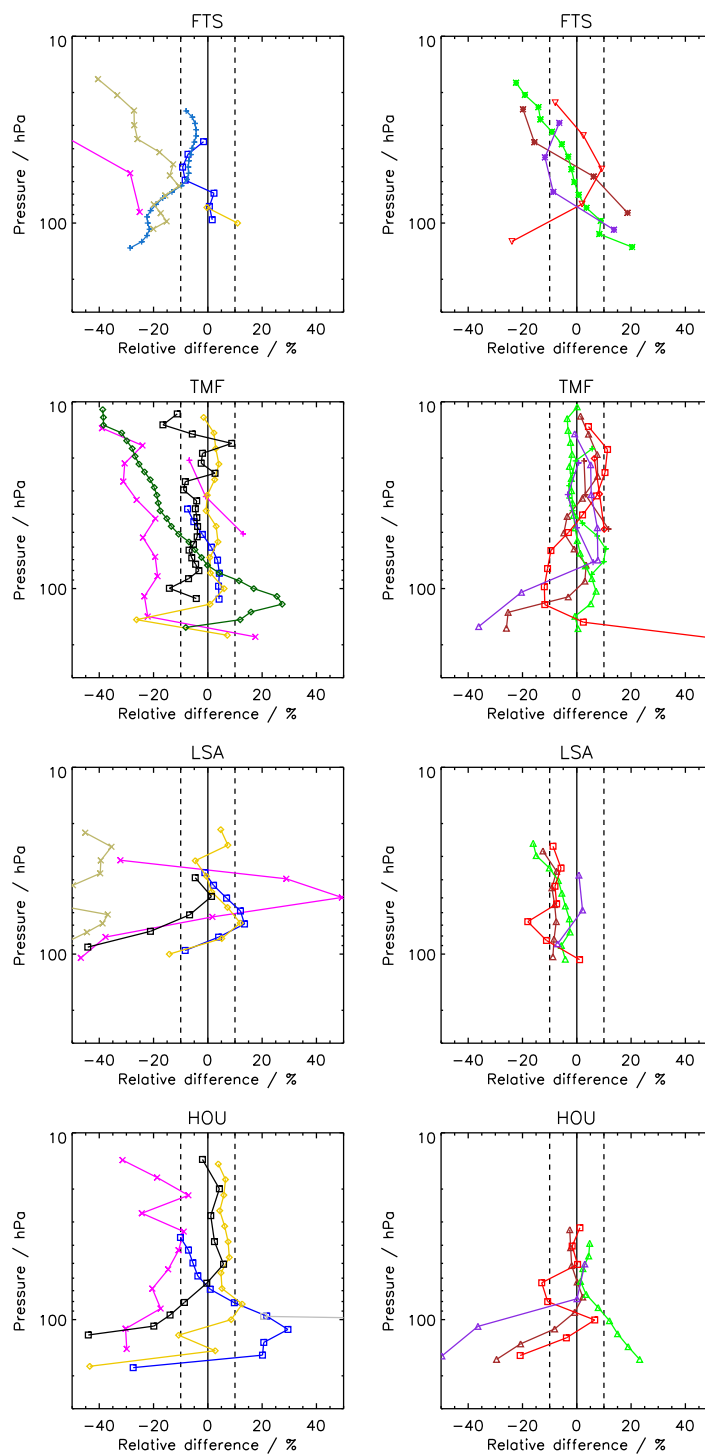 FTS FTS
10 10
Pressure / hPa Pressure / hPa
100 100
-40 -20 0 20 40 -40 -20 0 20 40
Relative difference / % Relative difference / %
TMF TMF
10 10
Pressure / hPa Pressure / hPa
100 100
-40 -20 0 20 40 -40 -20 0 20 40
Relative difference / % Relative difference / %
LSA LSA
10 10
Pressure / hPa Pressure / hPa
100 100
-40 -20 0 20 40 -40 -20 0 20 40
Relative difference / % Relative difference / %
HOU HOU
10 10
Pressure / hPa Pressure / hPa
100 100
-40 -20 0 20 40 -40 -20 0 20 40
Relative difference / % Relative difference / %